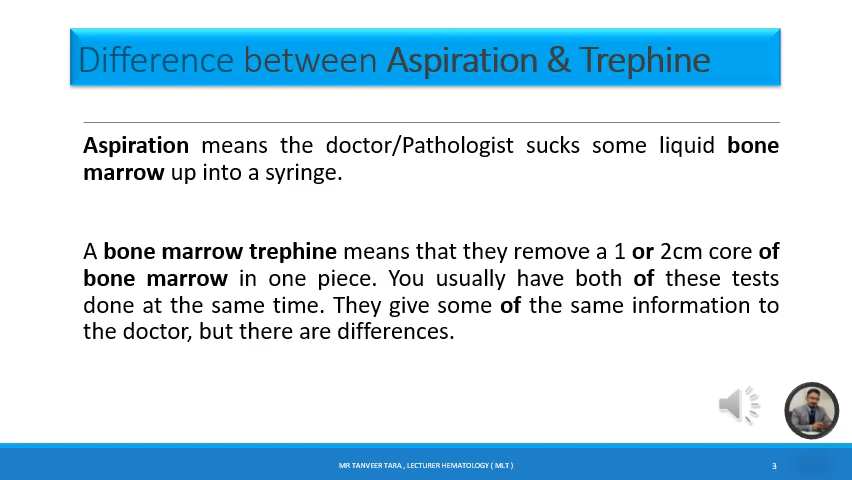 Difference between Aspiration & Trephine
Aspiration means the doctor/Pathologist sucks some liquid bone
marrow up into a syringe.
A bone marrow trephine means that they remove a 1 or 2cm core of
bone marrow in one piece. You usually have both of these tests
done at the same time. They give some of the same information to
the doctor, but there are differences.
MR TANVEER TARA , LECTURER HEMATOLOGY ( MLT )
3